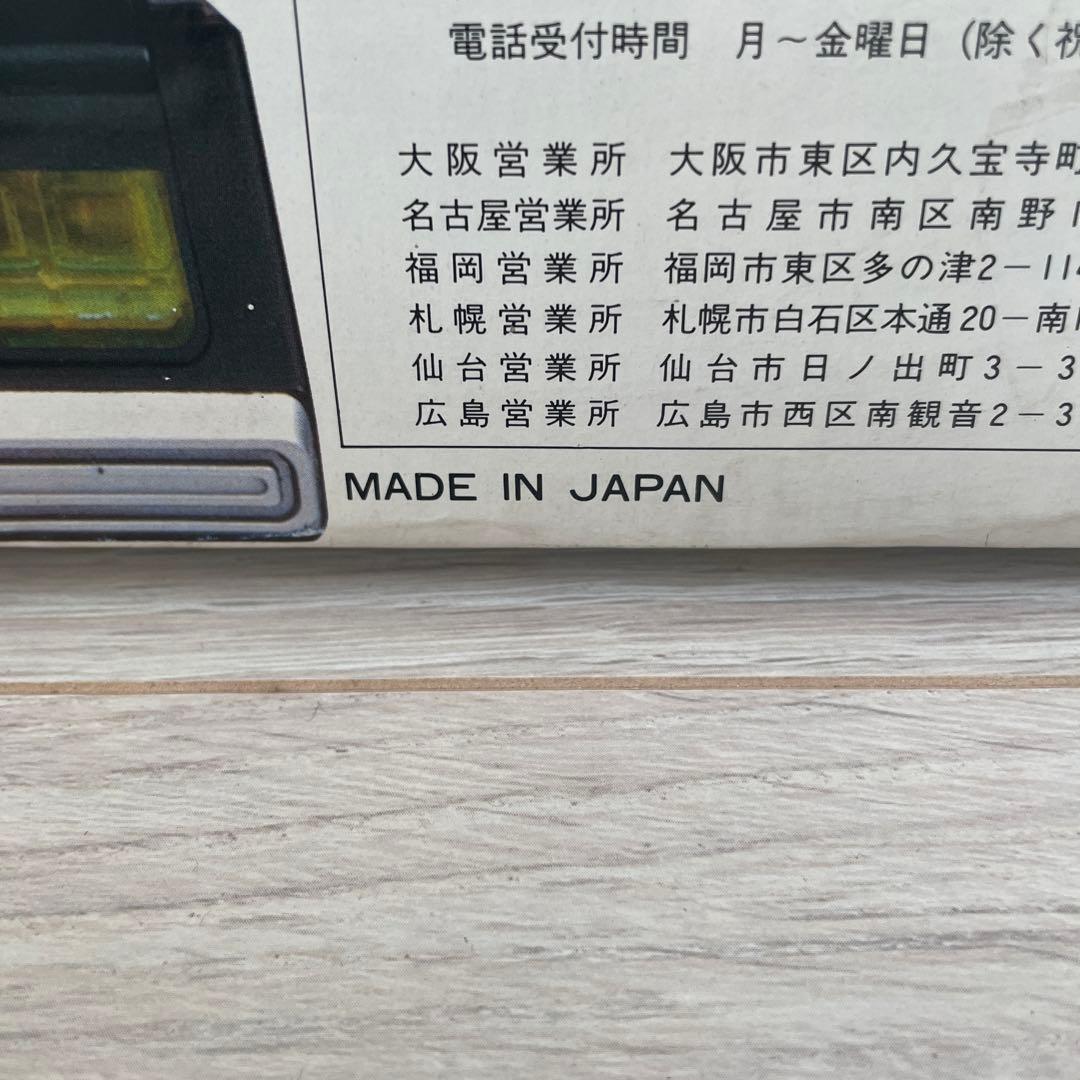 電話受付時間 月～金曜日 (除く祝
大阪営業所 大阪市東区内久宝寺町
名古屋営業所 名古屋市南区南野
福岡営業所 福岡市東区多の津2－114
札幌営業所 札幌市白石区本通20－南
仙台営業所 仙台市日ノ出町3－3
広島営業所 広島市西区南観音2－3
MADE IN JAPAN